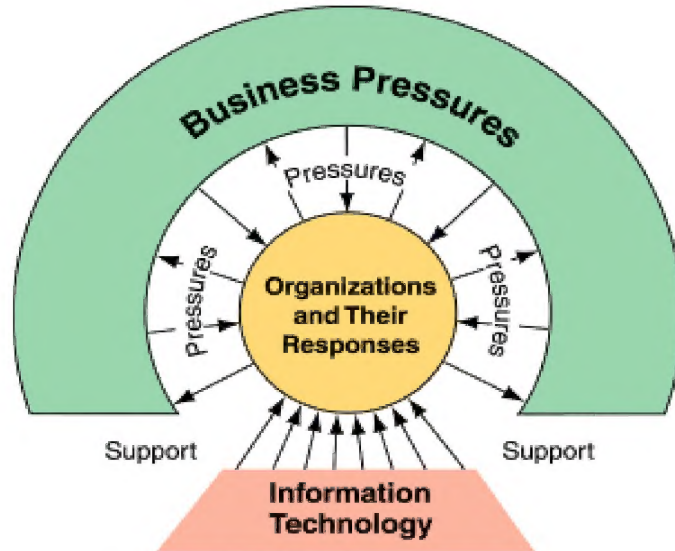 Business Pressures
Pressures
Pressures
Pressures
Organizations
and Their
Responses
Support
Support
Information
Technology